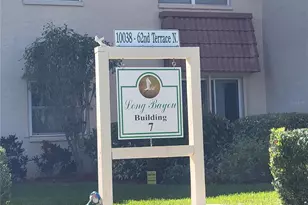 10038 - 62nd Terrace N.
Long Bayou
Building
7